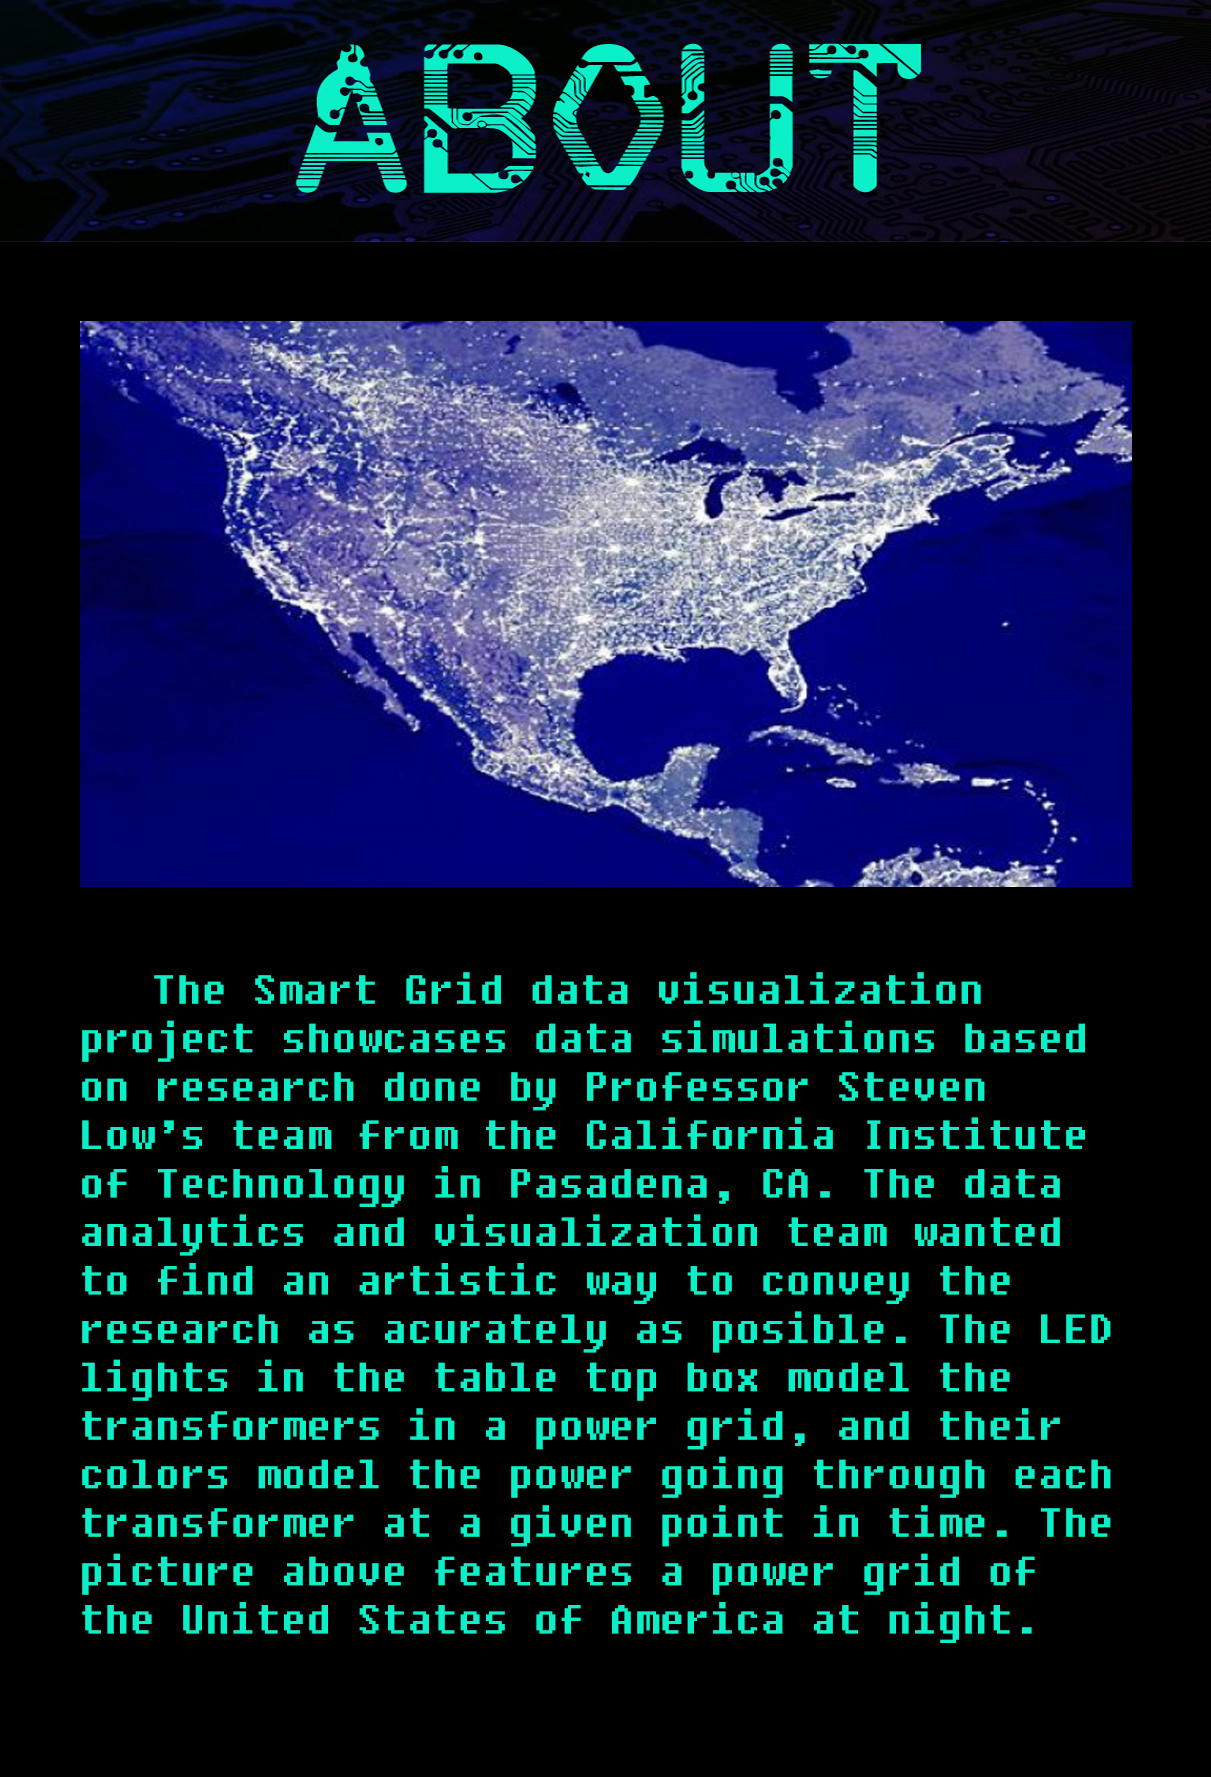 ABOUT
The Smart Grid data visualization
project showcases data simulations based
on research done by Professor Steven
Low's team from the California Institute
of Technology in Pasadena, CA. The data
analytics and visualization team wanted
to find an artistic way to convey the
research as acurately as posible. The LED
lights in the table top box model the
transformers in a power grid, and their
colors model the power going through each
transformer at a given point in time. The
picture above features a power grid of
the United States of America at night.